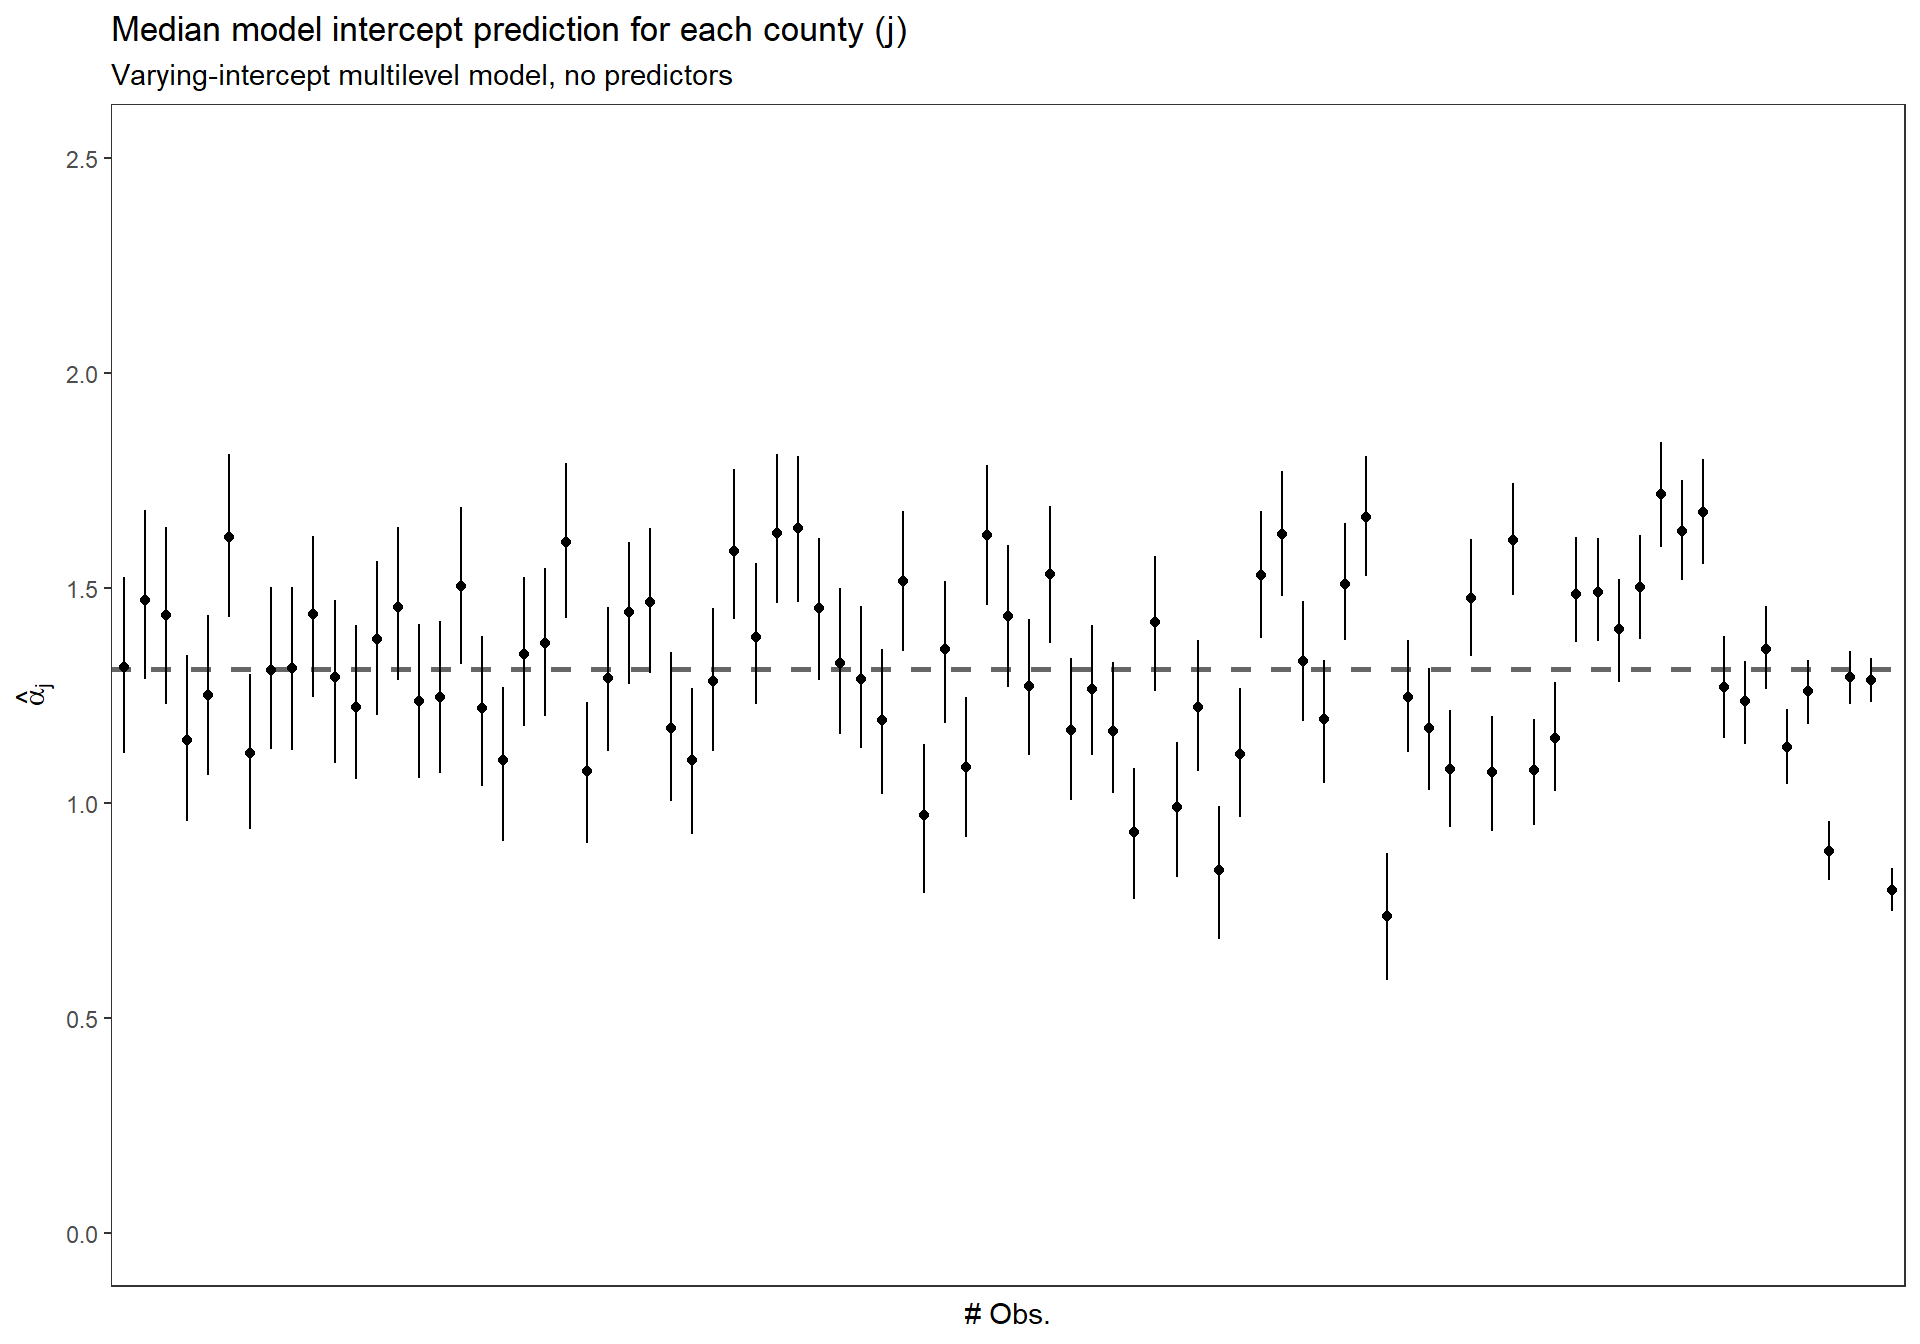 Median model intercept prediction for each county (j)
Varying-intercept multilevel model, no predictors
2.5
2.0
1.5
1.0
0.5
0.0
α̂j
# Obs.